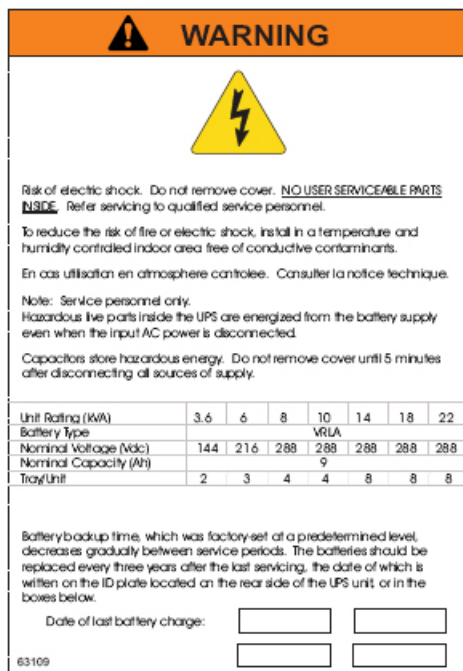 WARNING
Risk of electric shock. Do not remove cover. NO USER SERVICEABLE PARTS
INSIDE. Refer servicing to qualified service personnel.
To reduce the risk of fire or electric shock, install in a temperature and
humidity controlled indoor area free of conductive contaminants.
En cas utilisation en atmosphere controlee. Consulter la notice technique.
Note: Service personnel only.
Hazardous live parts inside the UPS are energized from the battery supply
even when the input AC power is disconnected.
Capacitors store hazardous energy. Do not remove cover until 5 minutes
after disconnecting all sources of supply.
Unit Rating (kVA) 3.6 6 8 10 14 18 22
Battery Type VRLA
Nominal Voltage (Vdc) 144 216 288 288 288 288 288
Nominal Capacity (Ah) 9
Tray/Unit 2 3 4 4 8 8 8
Battery backup time, which was factory-set at a predetermined level,
decreases gradually between service periods. The batteries should be
replaced every three years after the last servicing, the date of which is
written on the ID plate located on the rear side of the UPS unit, or in the
boxes below.
Date of last battery charge:
63109